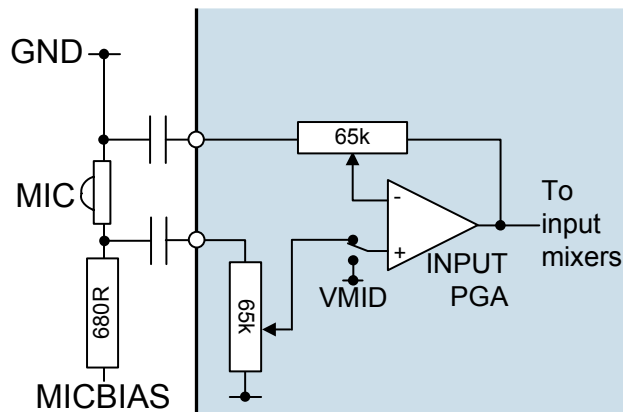 GND
65k
MIC
-
+
To
input
mixers
INPUT
PGA
VMID
65k
680R
MICBIAS